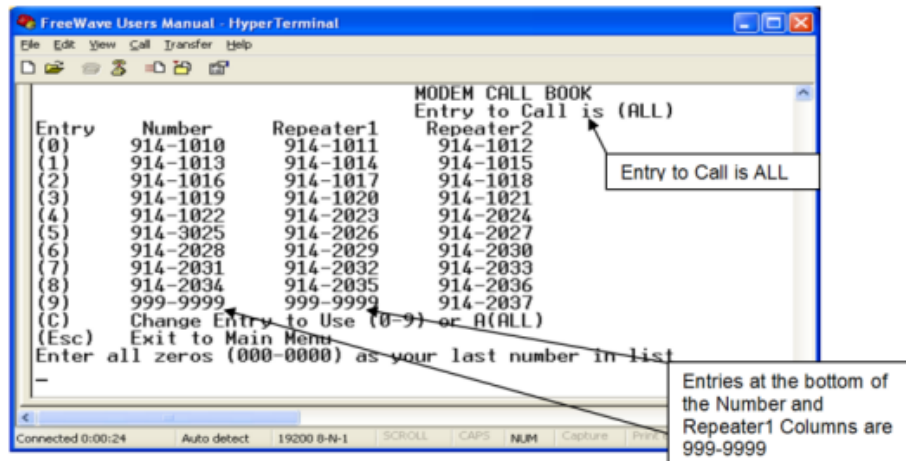 FreeWave Users Manual - HyperTerminal
File Edit View Call Transfer Help
MODEM CALL BOOK
Entry to Call is (ALL)
Entry Number Repeater1 Repeater2
(0) 914-1010 914-1011 914-1012
(1) 914-1013 914-1014 914-1015
(2) 914-1016 914-1017 914-1018
(3) 914-1019 914-1020 914-1021
(4) 914-1022 914-2023 914-2024
(5) 914-3025 914-2026 914-2027
(6) 914-2028 914-2029 914-2030
(7) 914-2031 914-2032 914-2033
(8) 914-2034 914-2035 914-2036
(9) 999-9999 999-9999 914-2037
(C) Change Entry to Use (0-9) or A(ALL)
(Esc) Exit to Main Menu
Enter all zeros (000-0000) as your last number in list
Entry to Call is ALL
Entries at the bottom of
the Number and
Repeater1 Columns are
999-9999
Connected 0:00:24 Auto detect 19200 8-N-1 SCROLL CAPS NUM Capture Print